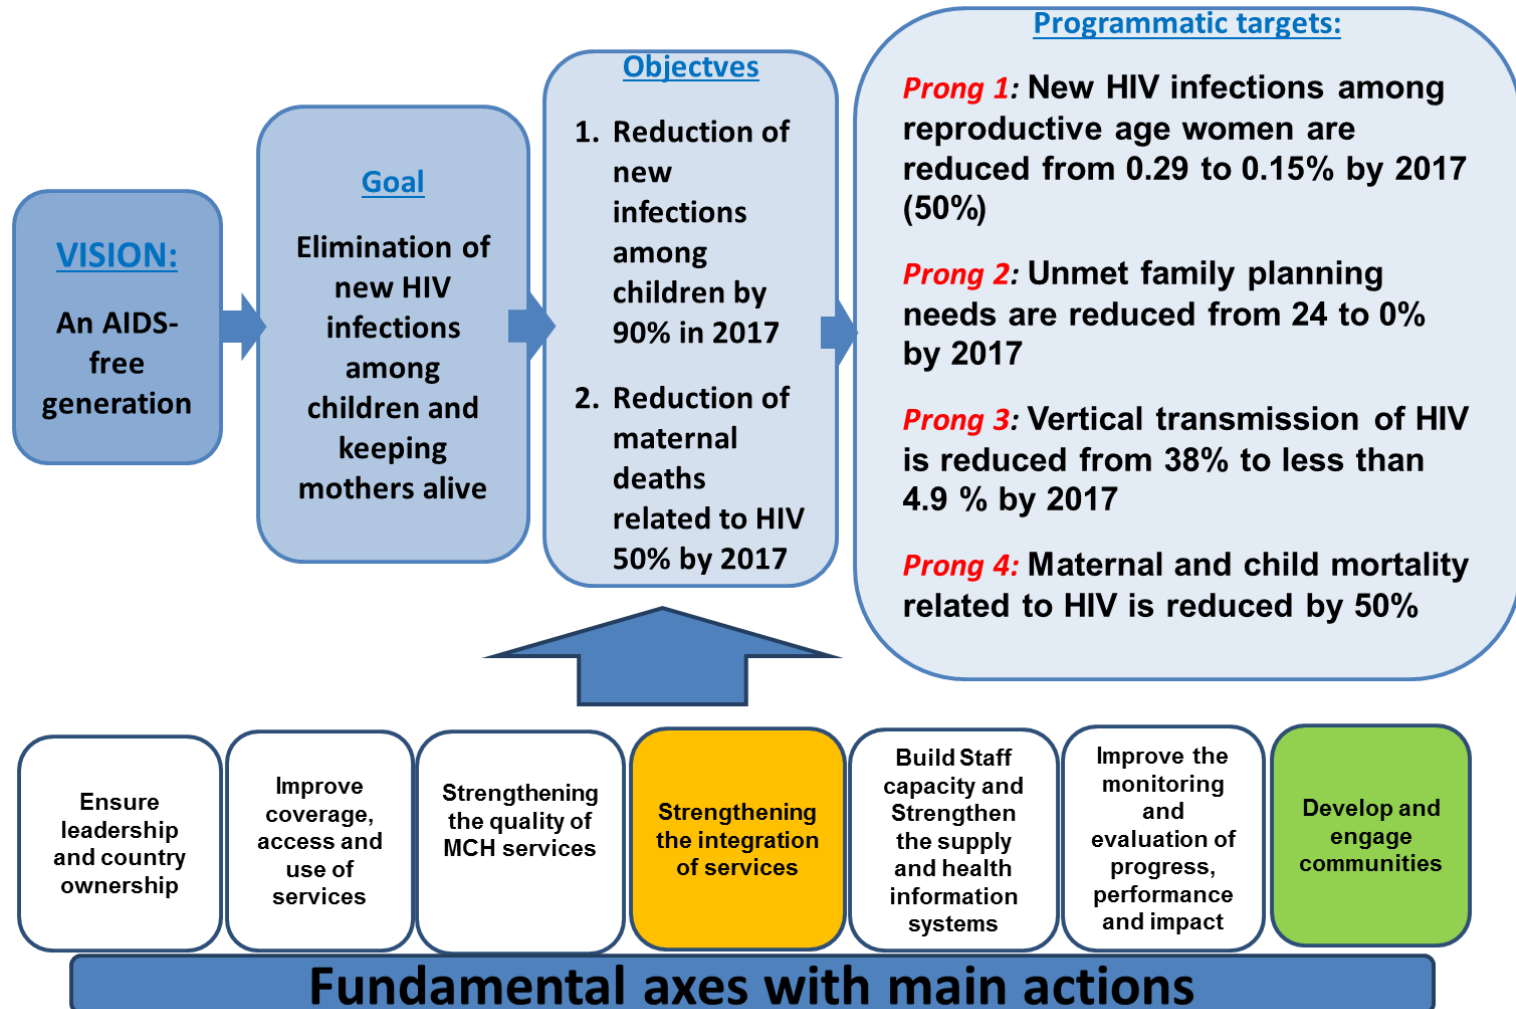 VISION:
An AIDS-
free
generation
Goal
Elimination of
new HIV
infections
among
children and
keeping
mothers alive
Objectves
1. Reduction of
new
infections
among
children by
90% in 2017
2. Reduction of
maternal
deaths
related to HIV
50% by 2017
Programmatic targets:
Prong 1: New HIV infections among
reproductive age women are
reduced from 0.29 to 0.15% by 2017
(50%)
Prong 2: Unmet family planning
needs are reduced from 24 to 0%
by 2017
Prong 3: Vertical transmission of HIV
is reduced from 38% to less than
4.9 % by 2017
Prong 4: Maternal and child mortality
related to HIV is reduced by 50%
Ensure
leadership
and country
ownership
Improve
coverage,
access and
use of
services
Strengthening
the quality of
MCH services
Strengthening
the integration
of services
Build Staff
capacity and
Strengthen
the supply
and health
information
systems
Improve the
monitoring
and
evaluation of
progress,
performance
and impact
Develop and
engage
communities
Fundamental axes with main actions